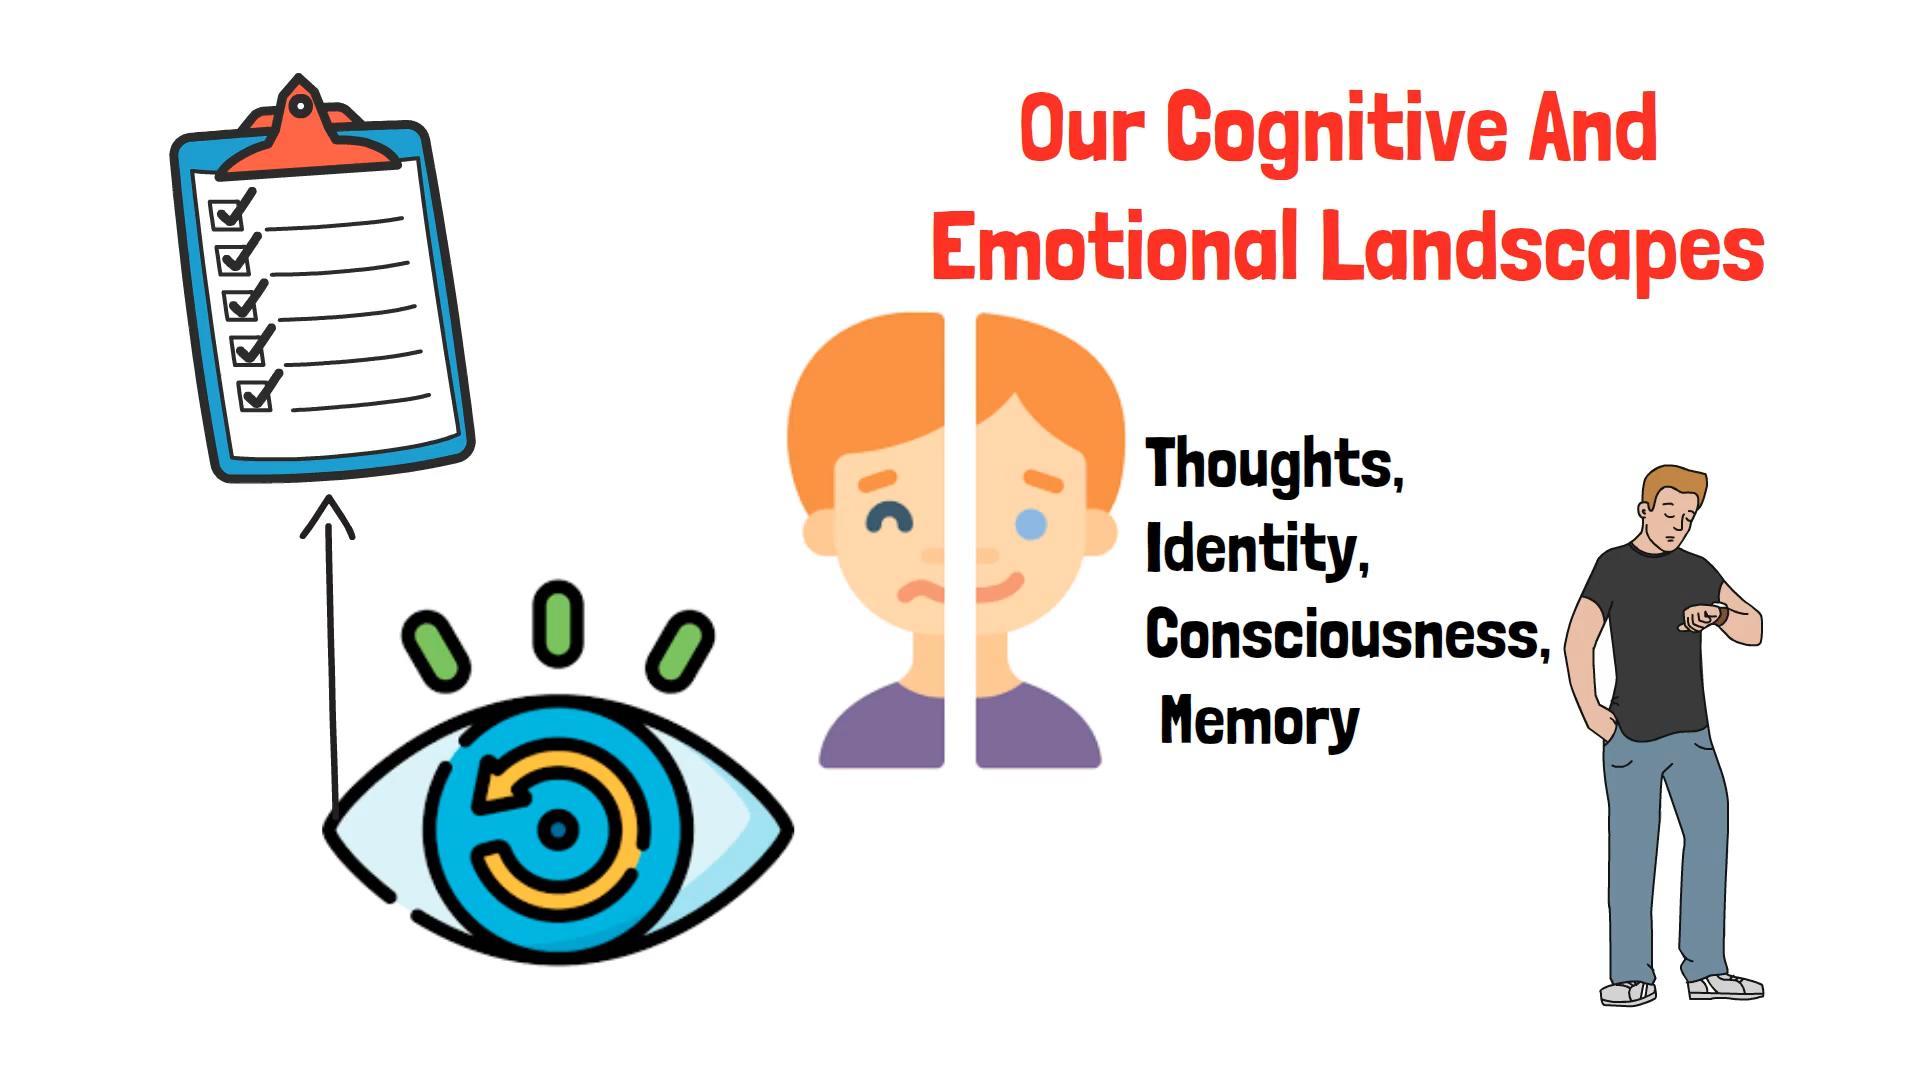 Our Cognitive And
Emotional Landscapes
Thoughts,
Identity,
Consciousness,
Memory